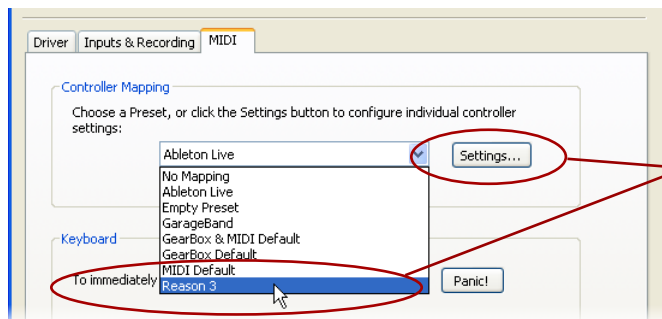 Driver Inputs & Recording MIDI
Controller Mapping
Choose a Preset, or click the Settings button to configure individual controller
settings:
Ableton Live Settings...
No Mapping
Ableton Live
Empty Preset
GarageBand
GearBox & MIDI Default
Keyboard GearBox Default
MIDI Default
To immediately Reason 3 Panic!